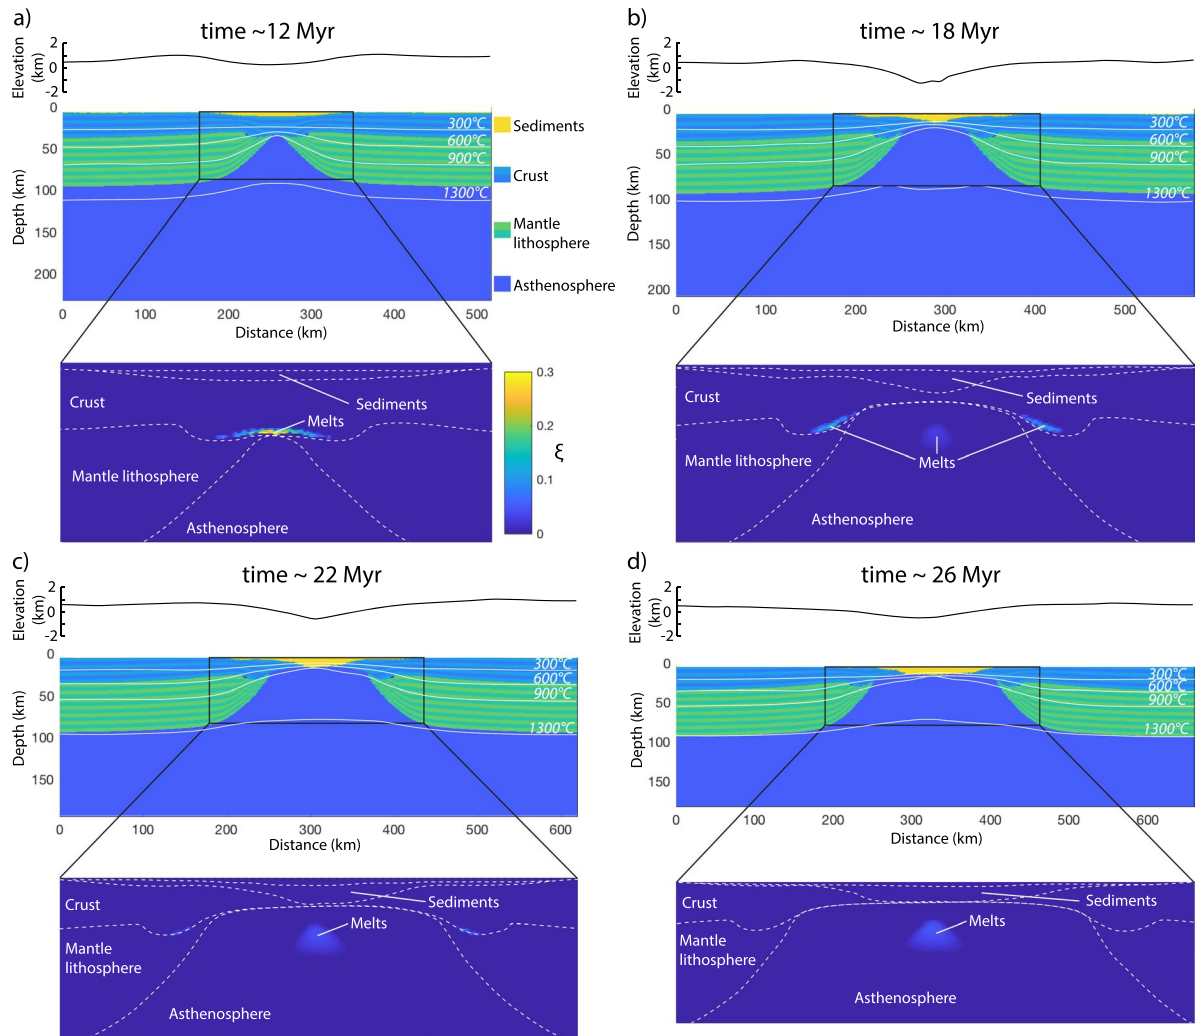 a)
time ~12 Myr
Elevation
(km)
2
0
-2
0
50
100
150
200
Depth (km)
300°C
600°C
900°C
1300°C
Sediments
Crust
Mantle
lithosphere
Asthenosphere
0
100
200
300
400
500
Distance (km)
Crust
Sediments
Melts
Mantle lithosphere
Asthenosphere
0.3
0.2
0.1
0
ξ
b)
time ~ 18 Myr
Elevation
(km)
2
0
-2
0
50
100
150
200
Depth (km)
300°C
600°C
900°C
1300°C
0
100
200
300
400
500
Distance (km)
Crust
Sediments
Mantle lithosphere
Melts
Asthenosphere
c)
time ~ 22 Myr
Elevation
(km)
2
0
-2
0
50
100
150
Depth (km)
300°C
600°C
900°C
1300°C
0
100
200
300
400
500
600
Distance (km)
Crust
Sediments
Melts
Mantle
lithosphere
Asthenosphere
d)
time ~ 26 Myr
Elevation
(km)
2
0
-2
0
50
100
150
Depth (km)
300°C
600°C
900°C
1300°C
0
100
200
300
400
500
600
Distance (km)
Crust
Sediments
Melts
Mantle
lithosphere
Asthenosphere